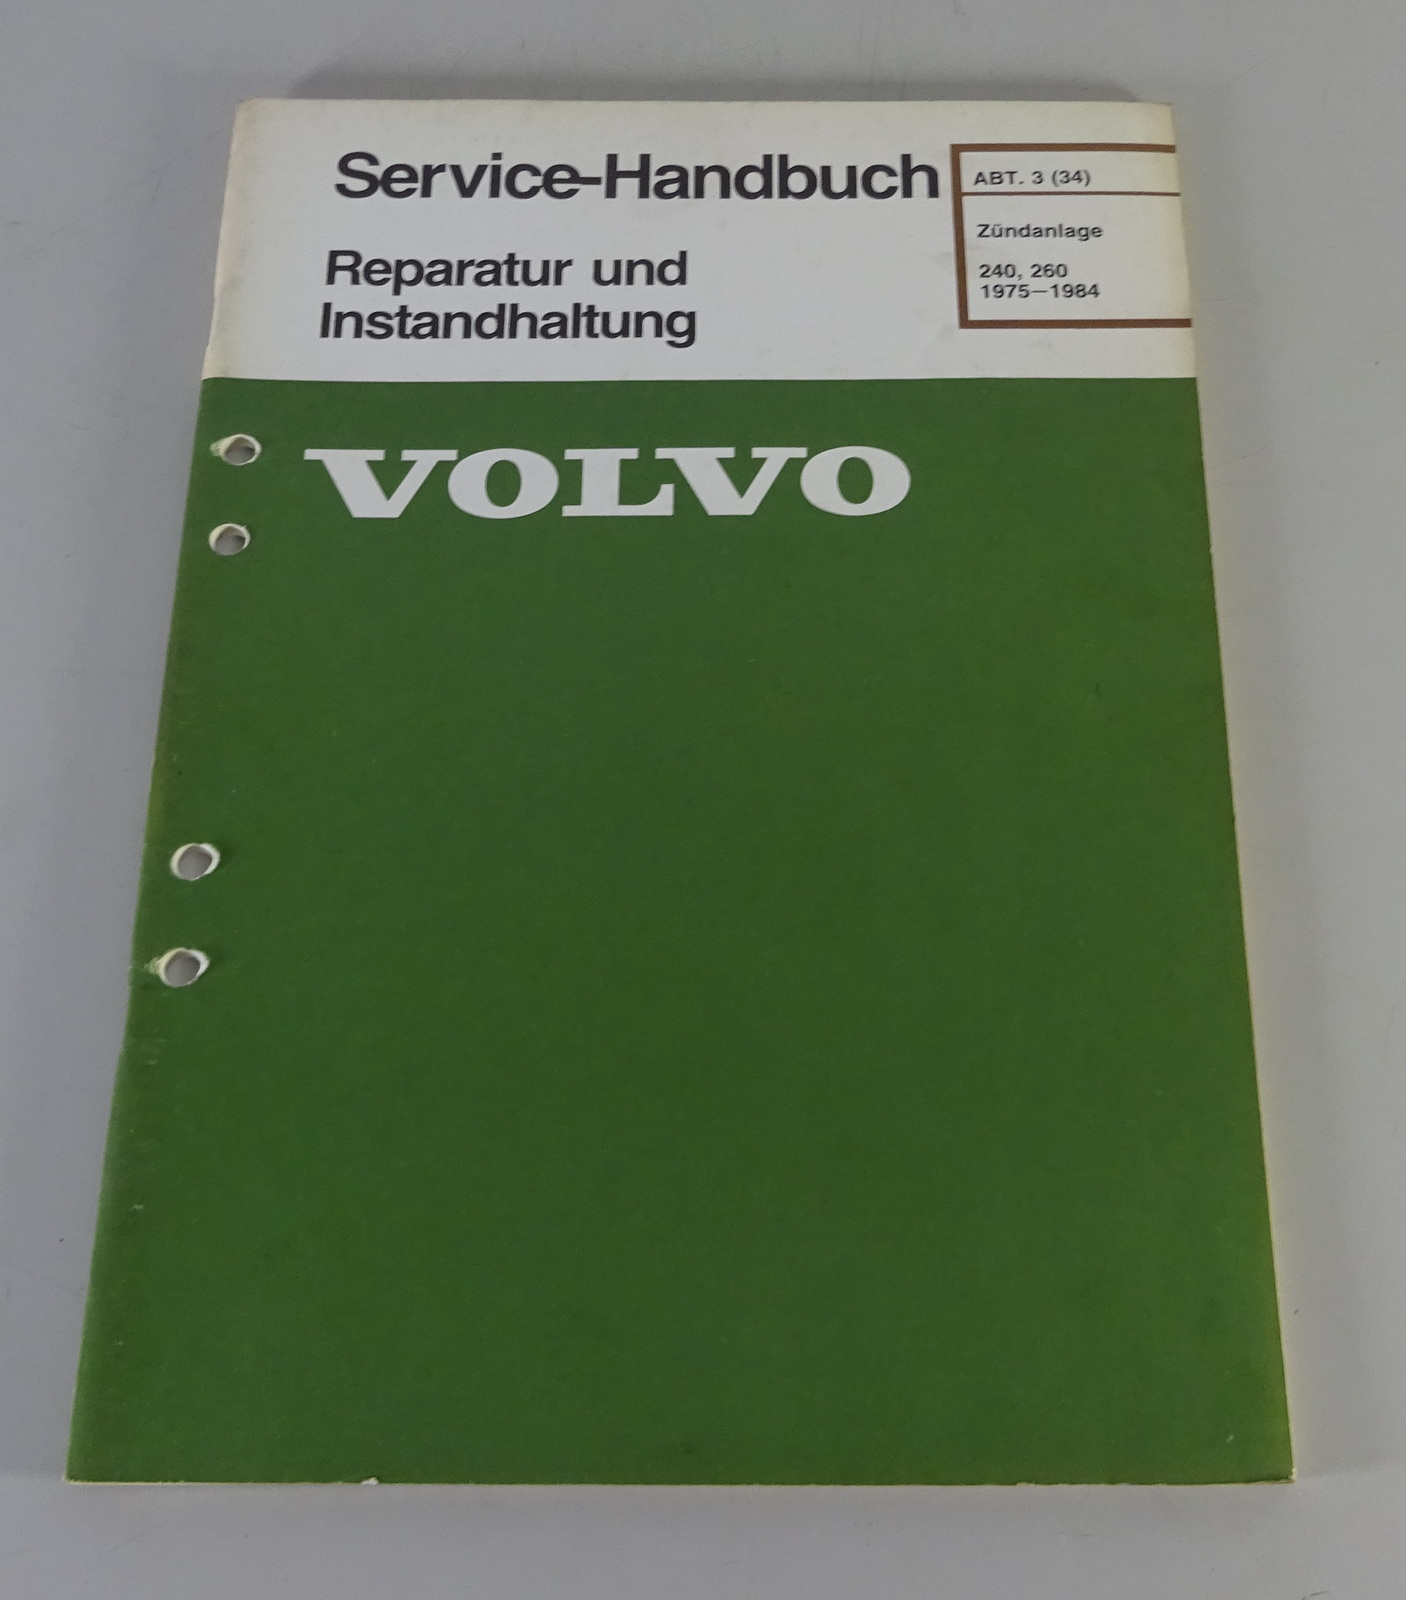 Service-Handbuch
Reparatur und
Instandhaltung
ABT. 3 (34)
Zündanlage
240, 260
1975–1984
VOLVO